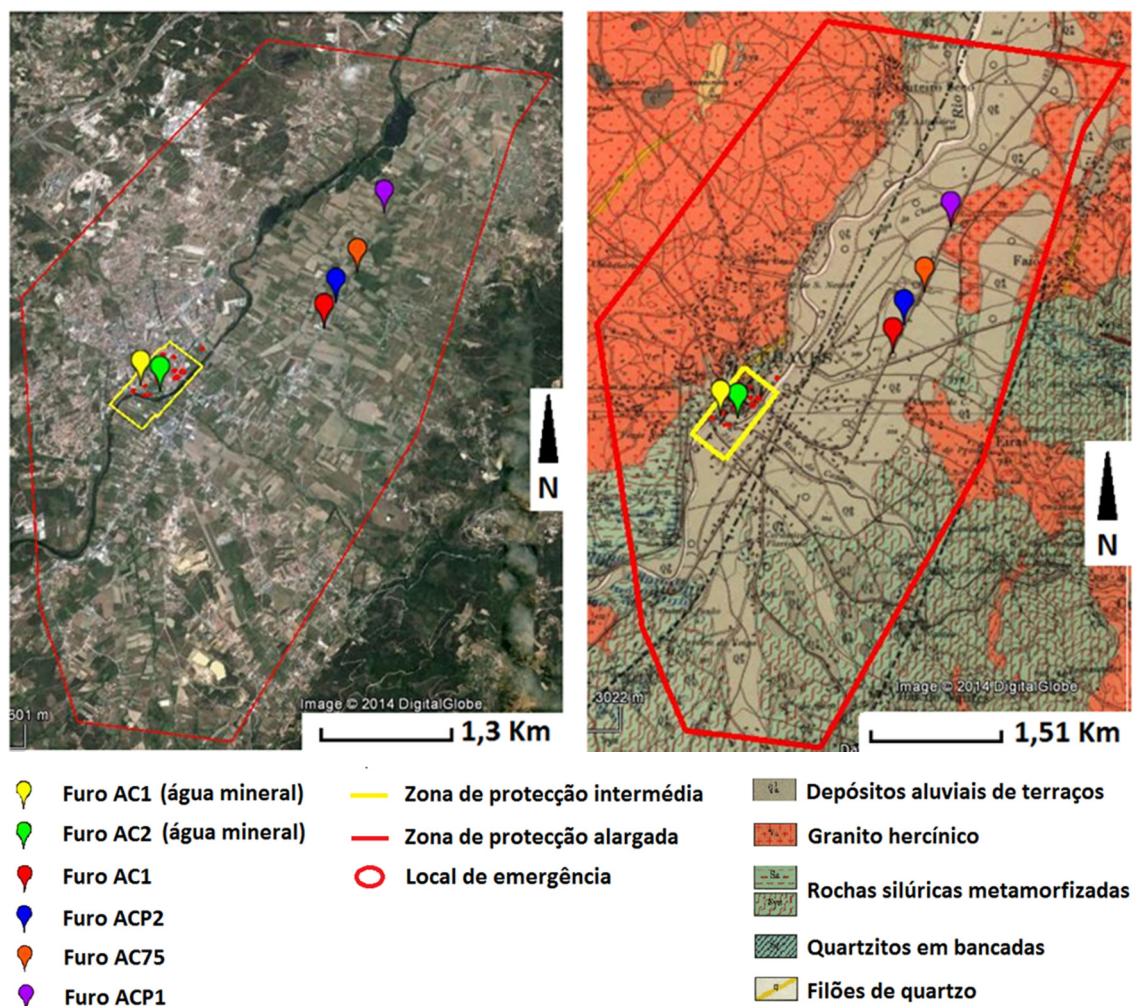 N
Image © 2014 DigitalGlobe
601 m
1,3 Km
CHAVES
N
Image © 2014 DigitalGlobe
3022 m
1,51 Km
Furo AC1 (água mineral)
Furo AC2 (água mineral)
Furo AC1
Furo ACP2
Furo AC75
Furo ACP1
Zona de protecção intermédia
Zona de protecção alargada
Local de emergência
Depósitos aluviais de terraços
Granito hercínico
Rochas silúricas metamorfizadas
Quartzitos em bancadas
Filões de quartzo